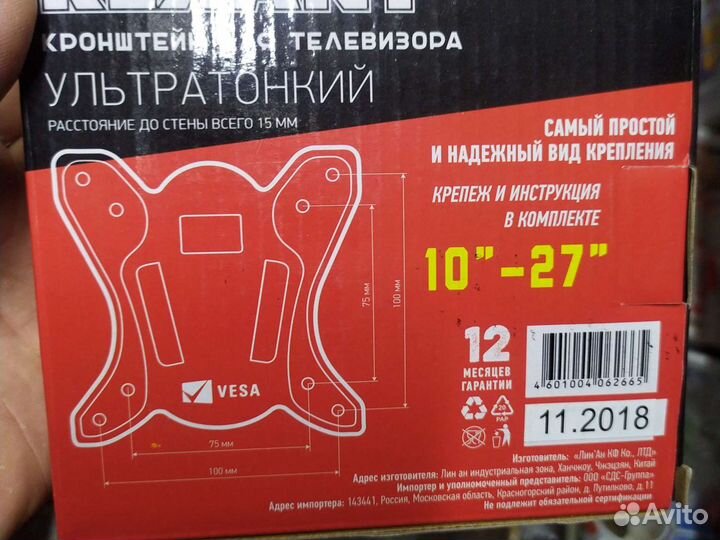 КРОНШТЕЙН ТЕЛЕВИЗОРА
УЛЬТРАТОНКИЙ
РАССТОЯНИЕ ДО СТЕНЫ ВСЕГО 15 ММ
САМЫЙ ПРОСТОЙ
И НАДЕЖНЫЙ ВИД КРЕПЛЕНИЯ
КРЕПЕЖ И ИНСТРУКЦИЯ
В КОМПЛЕКТЕ
10"-27"
75 мм
100 мм
VESA
75 мм
100 мм
12
МЕСЯЦЕВ
ГАРАНТИИ
4 601004 062665
20
PAP
11.2018
Изготовитель: «Лин'Ан КФ Ко., ЛТД»
Адрес изготовителя: Лин ан индустриальная зона, Ханчжоу, Чжэцзян, Китай
Импортер и уполномоченный представитель: ООО «СДС-Группа»
Адрес импортера: 143441, Россия, Московская область, Красногорский район, д. Путилково, д. 11
Не подлежит обязательной сертификации
Avito